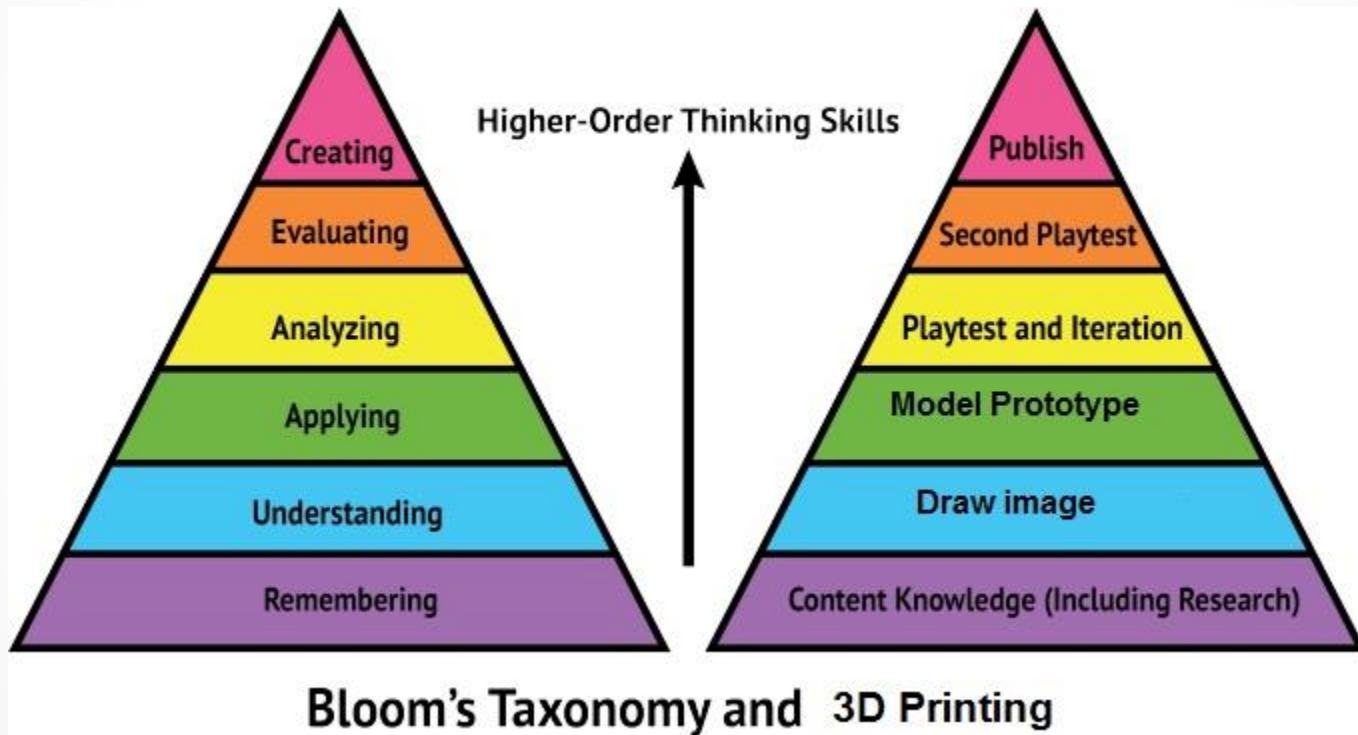 Higher-Order Thinking Skills
Creating
Evaluating
Analyzing
Applying
Understanding
Remembering
Publish
Second Playtest
Playtest and Iteration
Model Prototype
Draw image
Content Knowledge (Including Research)
Bloom's Taxonomy and 3D Printing